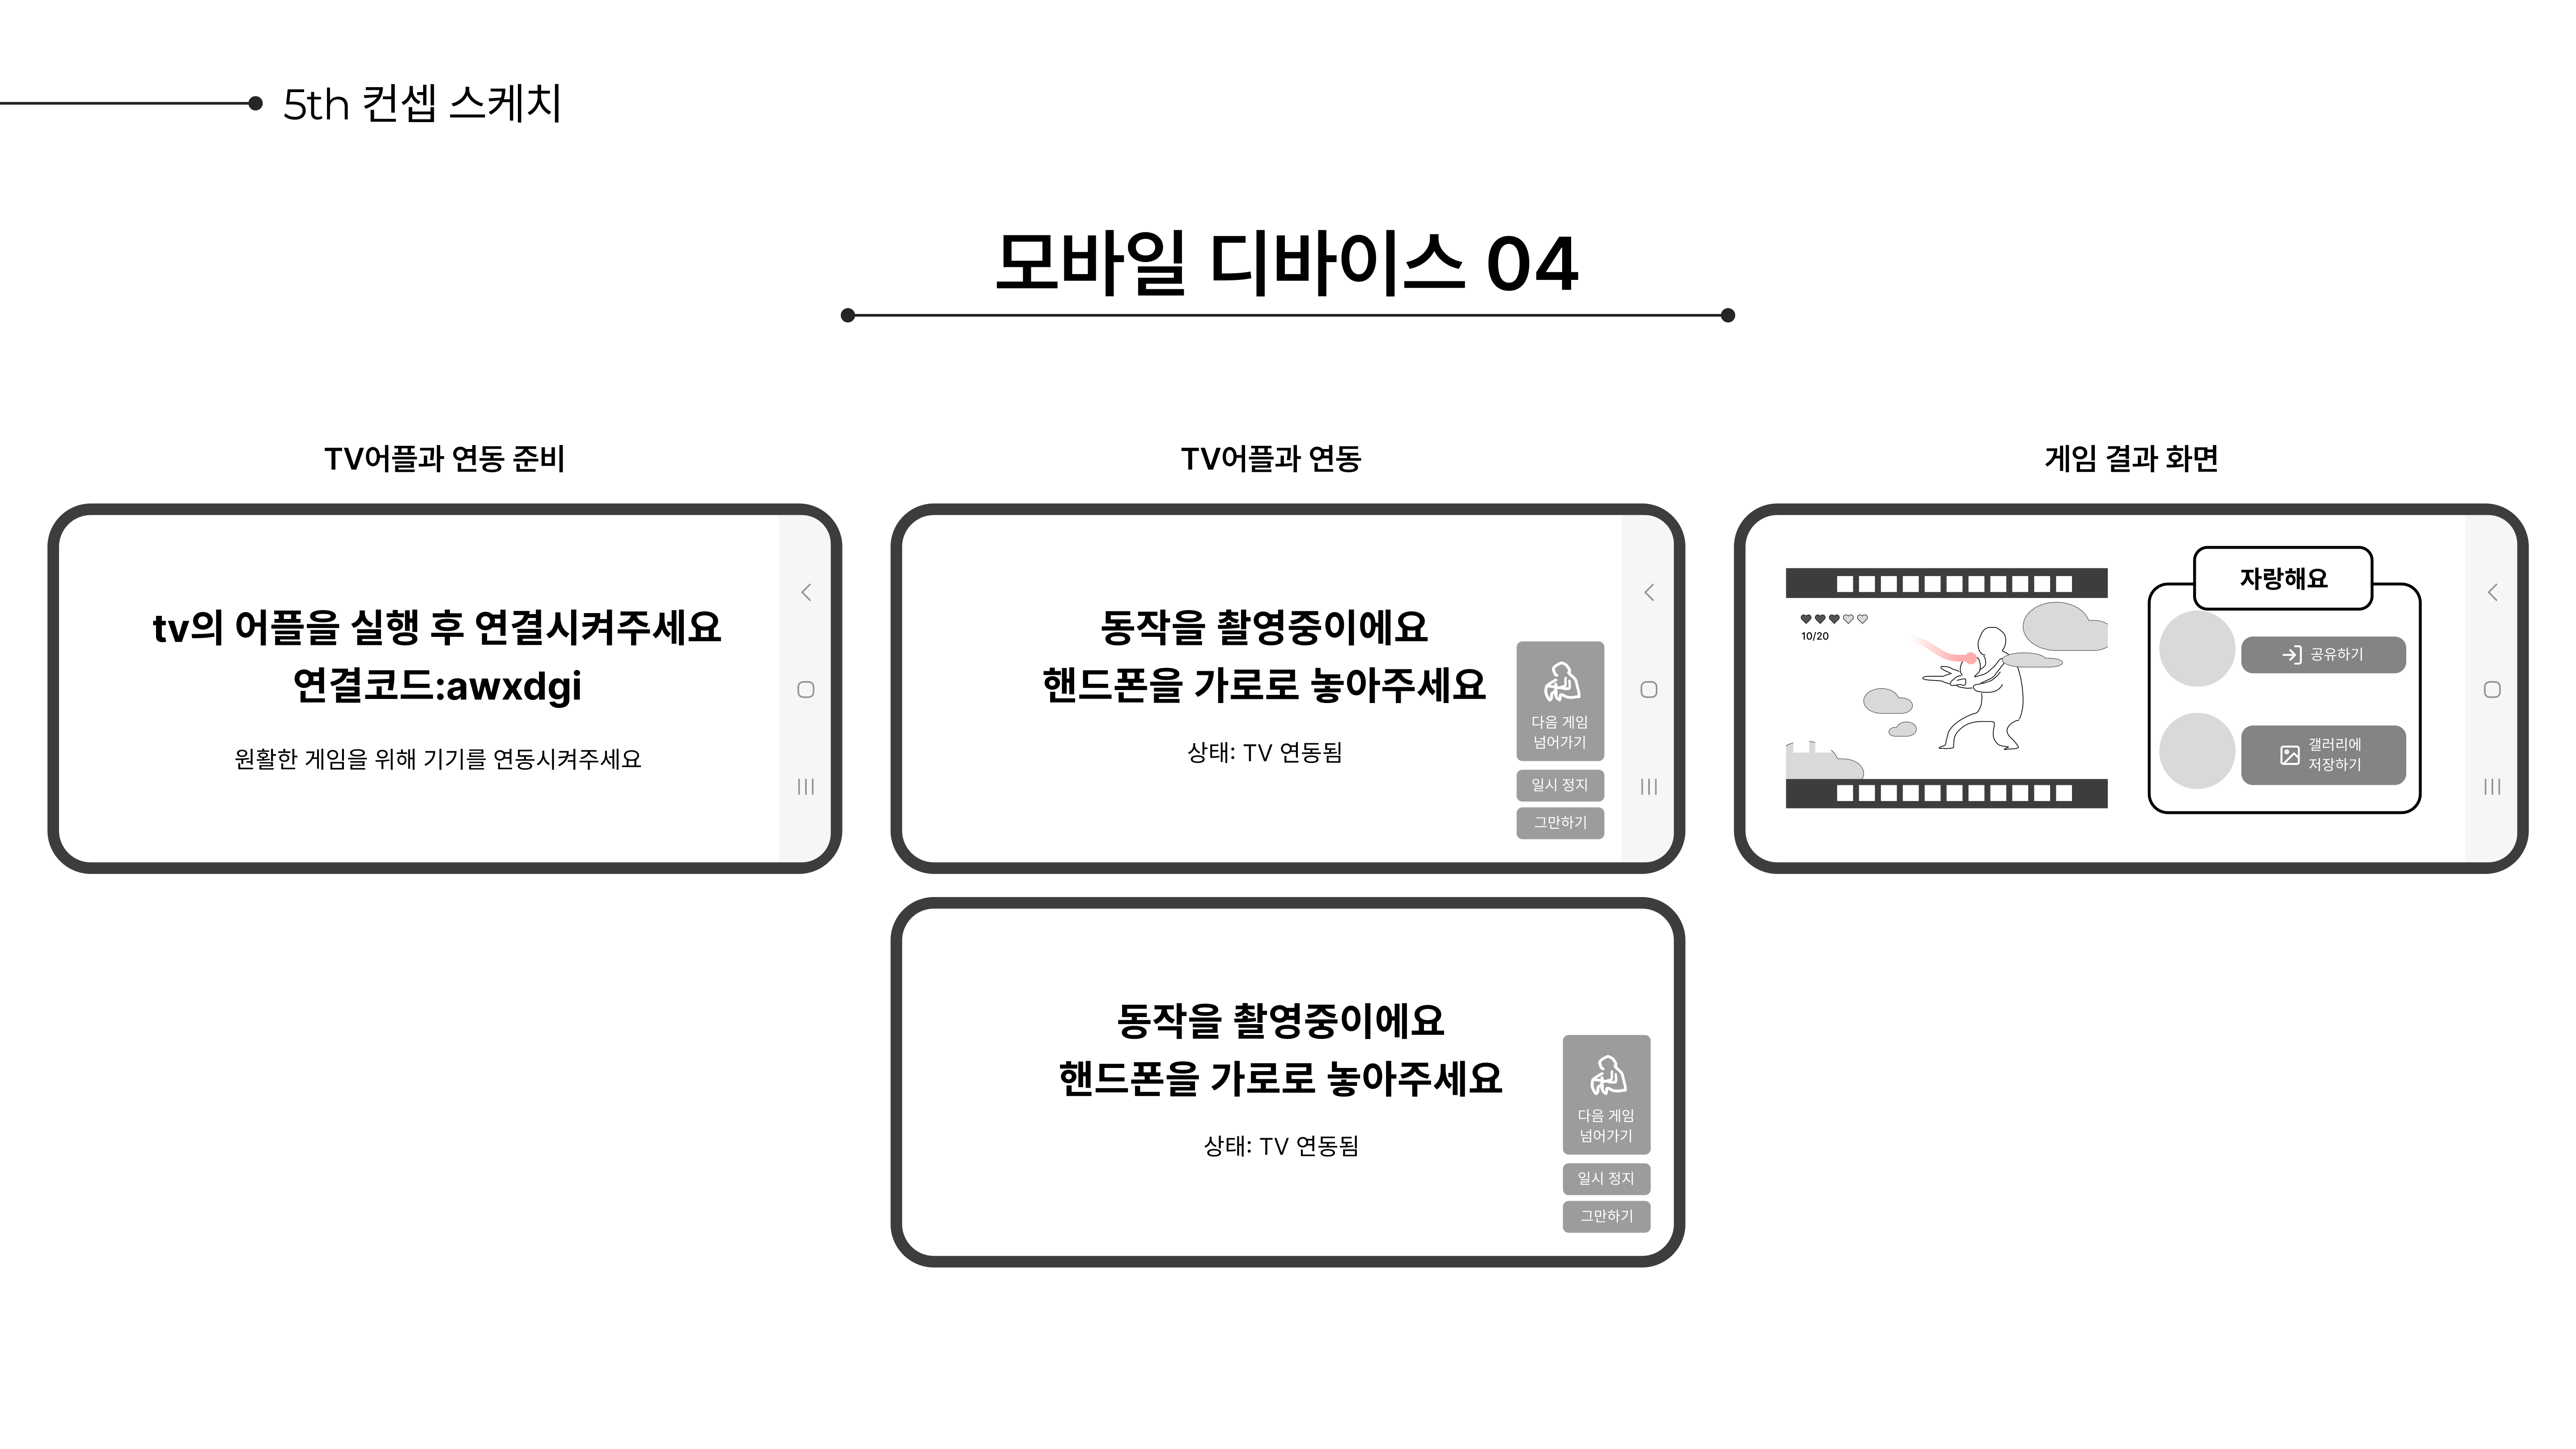 5th 컨셉 스케치
모바일 디바이스 04
TV어플과 연동 준비
tv의 어플을 실행 후 연결시켜주세요
연결코드:awxdgi
원활한 게임을 위해 기기를 연동시켜주세요
TV어플과 연동
동작을 촬영중이에요
핸드폰을 가로로 놓아주세요
상태: TV 연동됨
다음 게임
넘어가기
일시 정지
그만하기
동작을 촬영중이에요
핸드폰을 가로로 놓아주세요
상태: TV 연동됨
다음 게임
넘어가기
일시 정지
그만하기
게임 결과 화면
10/20
자랑해요
공유하기
갤러리에
저장하기